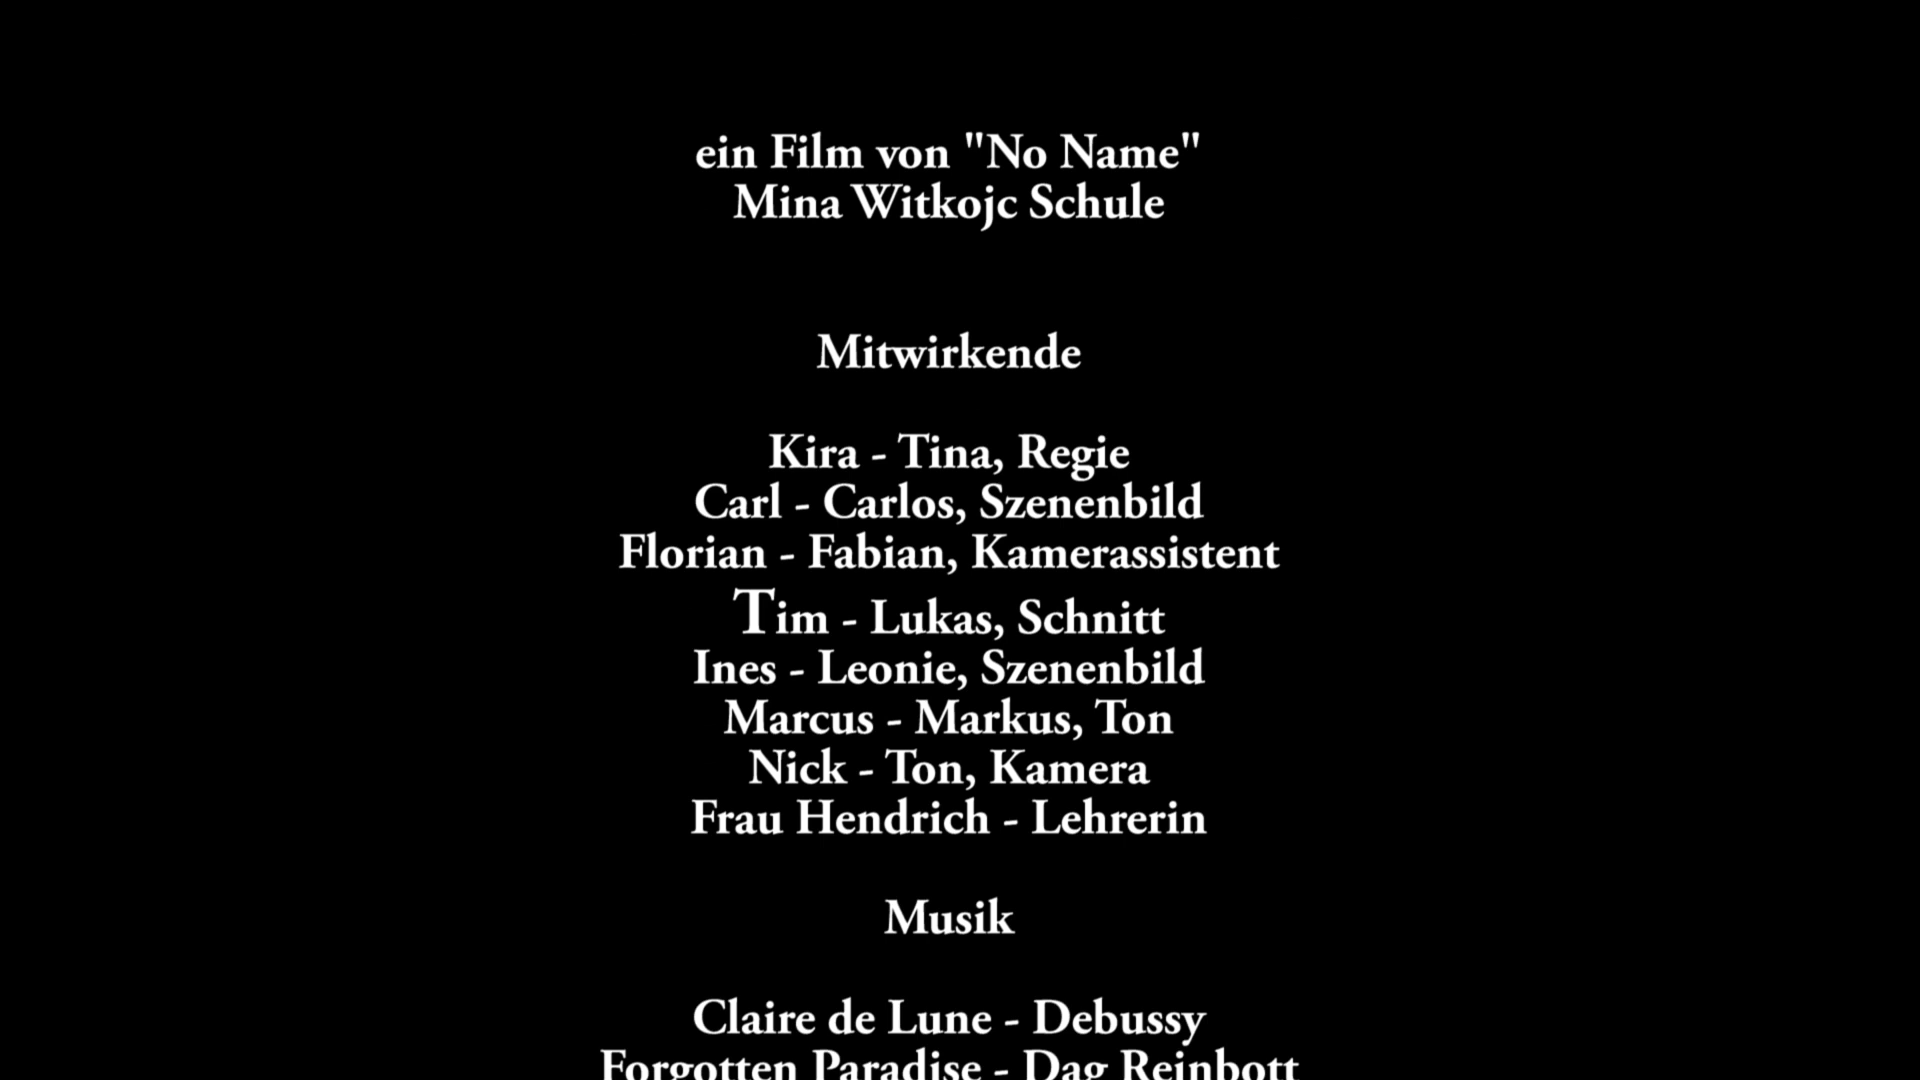 ein Film von "No Name"
Mina Witkojc Schule
Mitwirkende
Kira - Tina, Regie
Carl - Carlos, Szenenbild
Florian - Fabian, Kamerassistent
Tim - Lukas, Schnitt
Ines - Leonie, Szenenbild
Marcus - Markus, Ton
Nick - Ton, Kamera
Frau Hendrich - Lehrerin
Musik
Claire de Lune - Debussy
Forgotten Paradise - Dag Reinbott